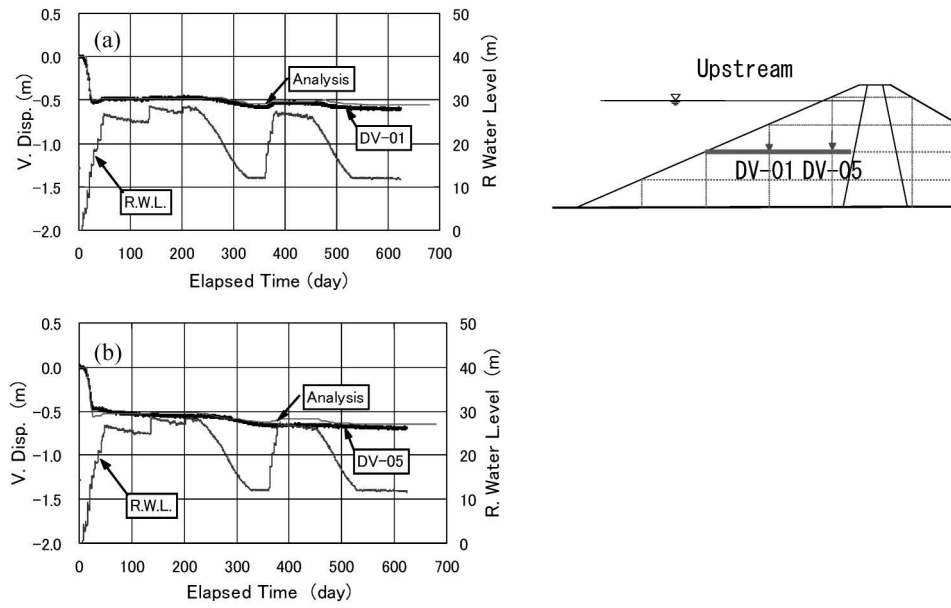 (a)
V. Disp. (m)
0.5
0.0
-0.5
-1.0
-1.5
-2.0
Analysis
DV-01
R.W.L.
50
40
30
20
10
0
R Water Level (m)
0 100 200 300 400 500 600 700
Elapsed Time (day)
Upstream
DV-01 DV-05
(b)
V. Disp. (m)
0.5
0.0
-0.5
-1.0
-1.5
-2.0
Analysis
DV-05
R.W.L.
50
40
30
20
10
0
R. Water Level (m)
0 100 200 300 400 500 600 700
Elapsed Time (day)